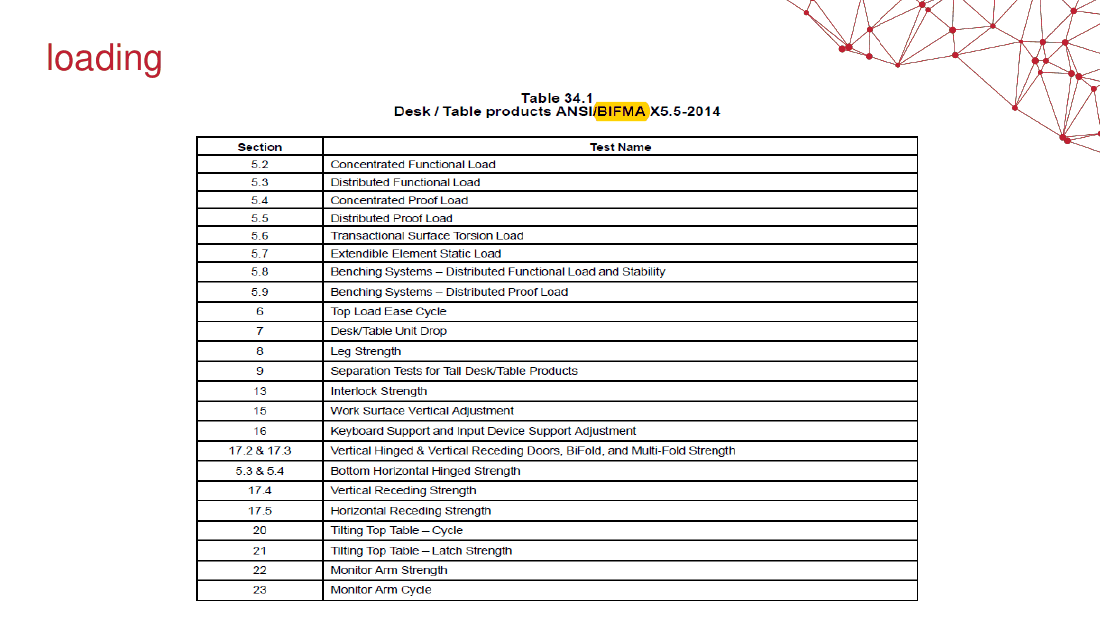 loading
Table 34.1
Desk / Table products ANSI/BIFMA X5.5-2014
Section Test Name
5.2 Concentrated Functional Load
5.3 Distributed Functional Load
5.4 Concentrated Proof Load
5.5 Distributed Proof Load
5.6 Transactional Surface Torsion Load
5.7 Extendible Element Static Load
5.8 Benching Systems – Distributed Functional Load and Stability
5.9 Benching Systems – Distributed Proof Load
6 Top Load Ease Cycle
7 Desk/Table Unit Drop
8 Leg Strength
9 Separation Tests for Tall Desk/Table Products
13 Interlock Strength
15 Work Surface Vertical Adjustment
16 Keyboard Support and Input Device Support Adjustment
17.2 & 17.3 Vertical Hinged & Vertical Receding Doors, BiFold, and Multi-Fold Strength
5.3 & 5.4 Bottom Horizontal Hinged Strength
17.4 Vertical Receding Strength
17.5 Horizontal Receding Strength
20 Tilting Top Table – Cycle
21 Tilting Top Table – Latch Strength
22 Monitor Arm Strength
23 Monitor Arm Cycle